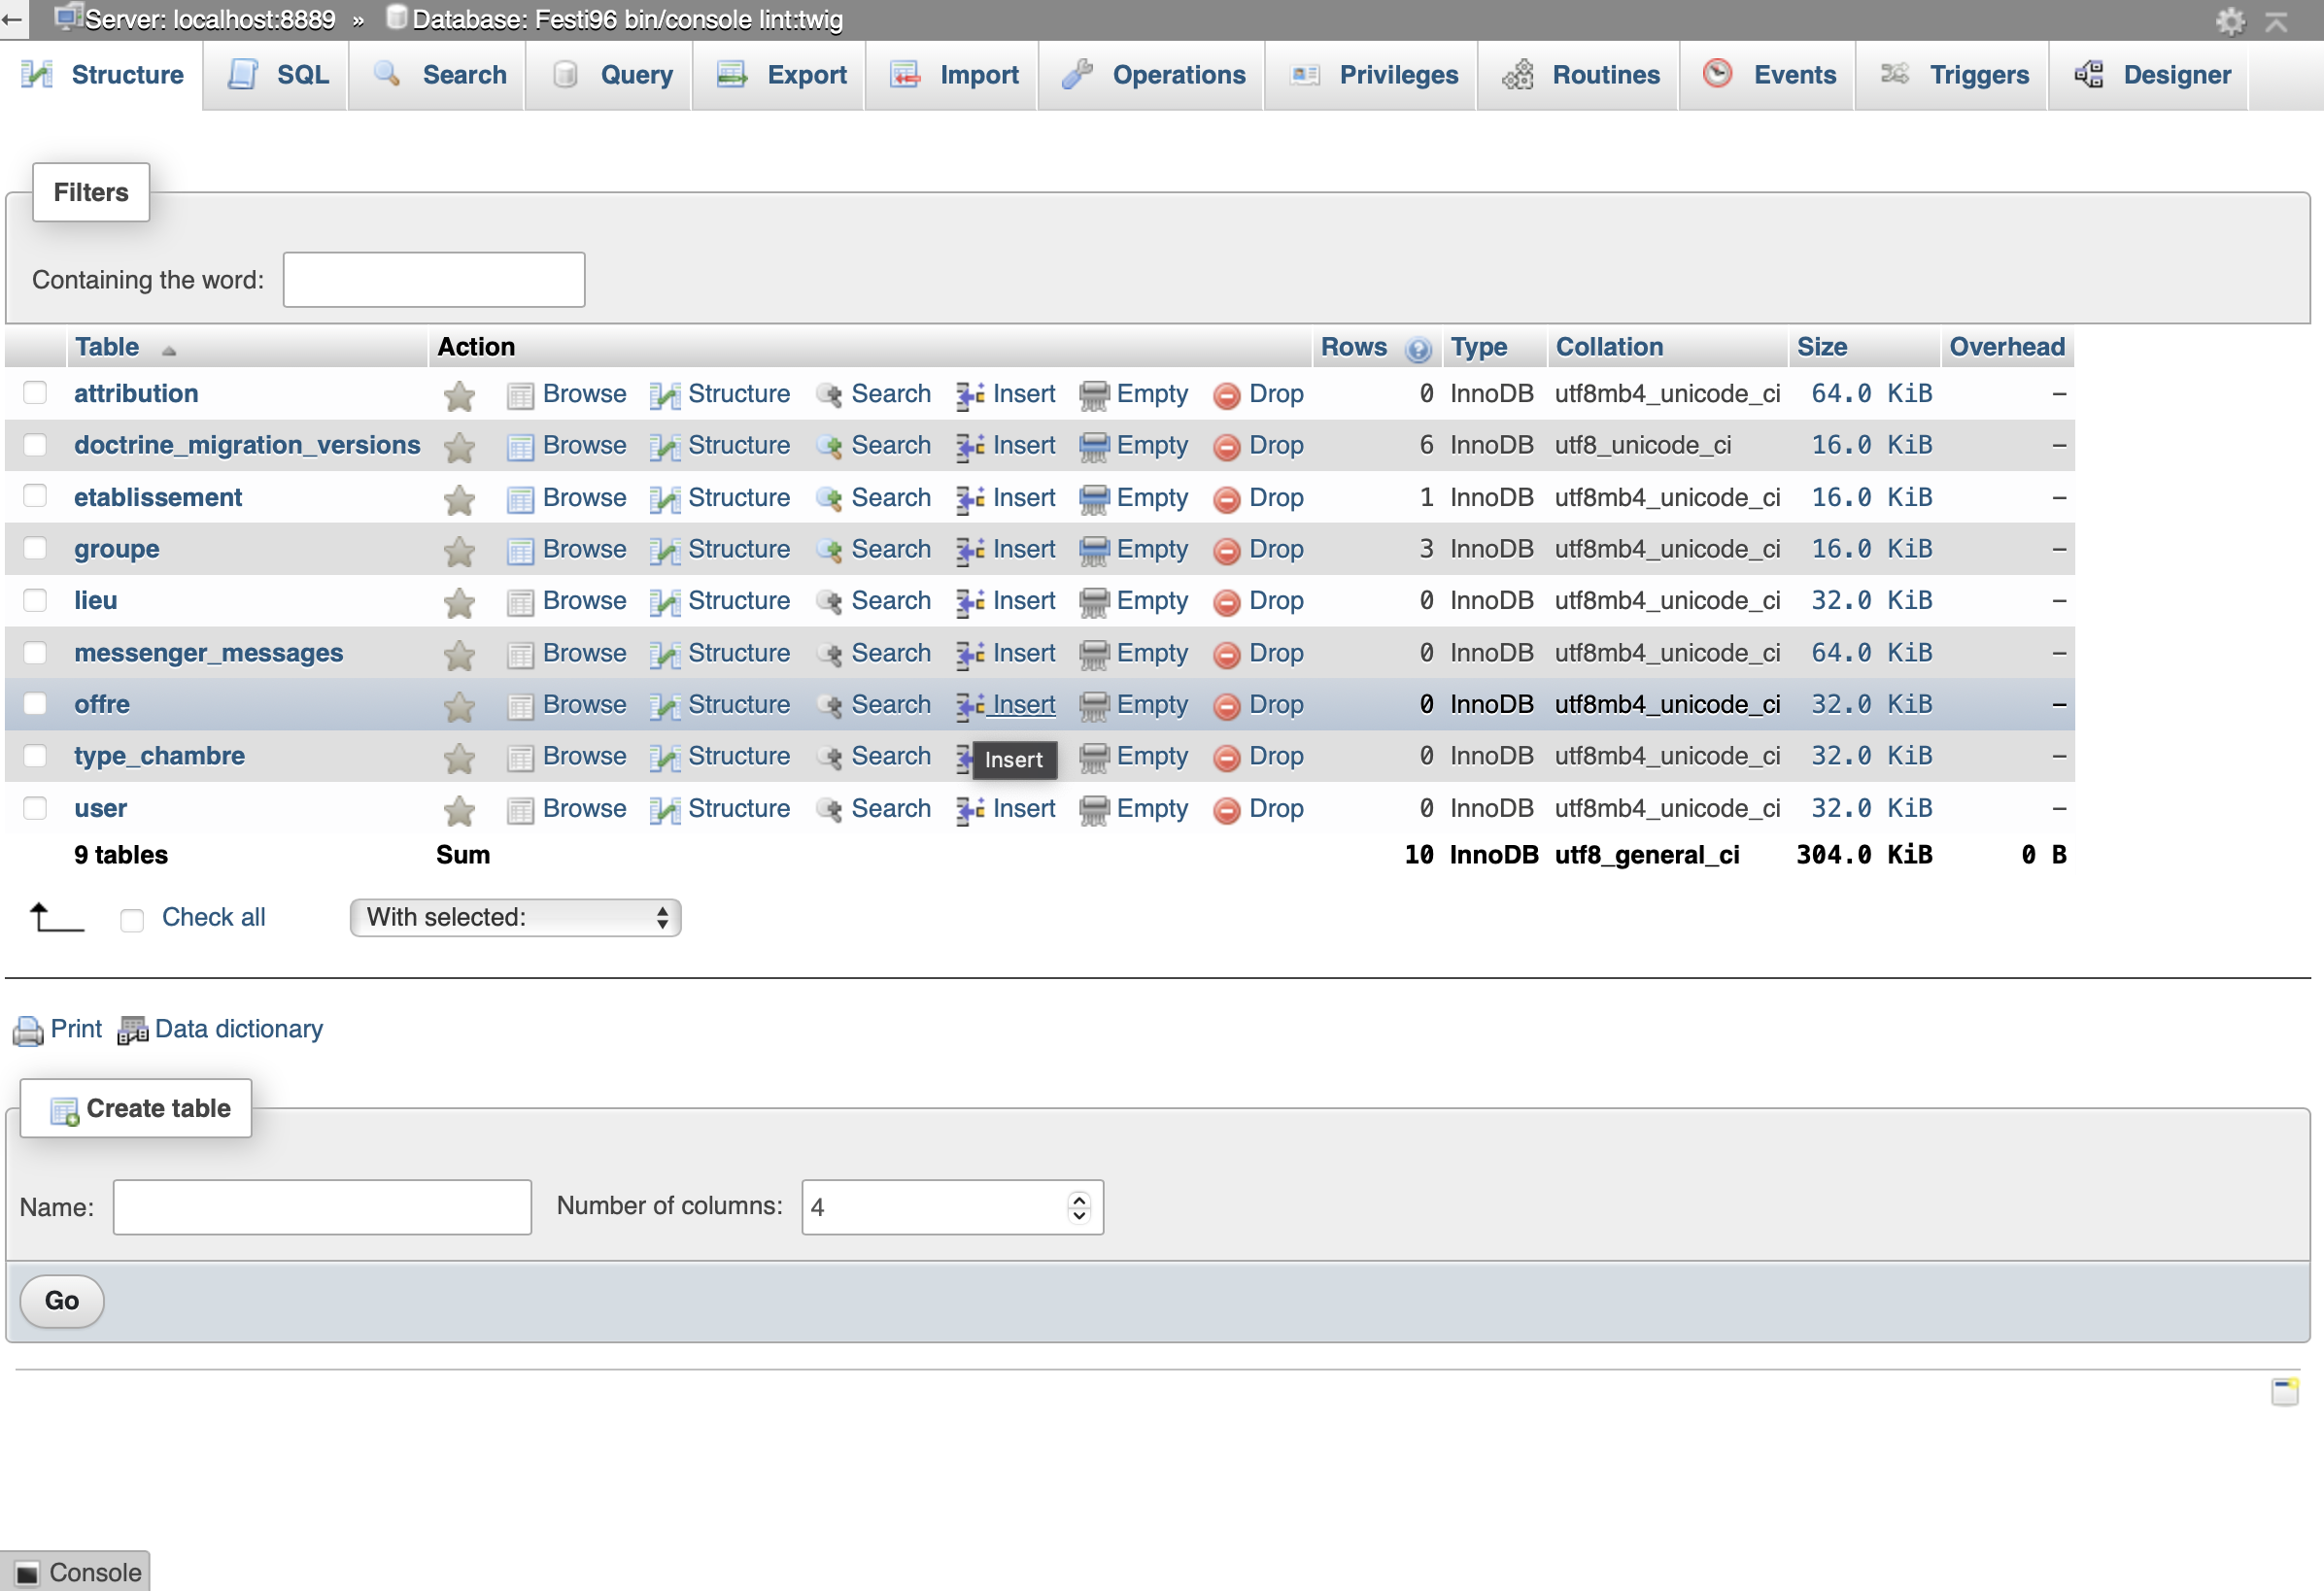 Server: localhost:8889 » Database: Festi96 bin/console lint:twig
Structure SQL Search Query Export Import Operations Privileges Routines Events Triggers Designer
Filters
Containing the word:
Table Action Rows Type Collation Size Overhead
attribution Browse Structure Search Insert Empty Drop 0 InnoDB utf8mb4_unicode_ci 64.0 KiB –
doctrine_migration_versions Browse Structure Search Insert Empty Drop 6 InnoDB utf8_unicode_ci 16.0 KiB –
etablissement Browse Structure Search Insert Empty Drop 1 InnoDB utf8mb4_unicode_ci 16.0 KiB –
groupe Browse Structure Search Insert Empty Drop 3 InnoDB utf8mb4_unicode_ci 16.0 KiB –
lieu Browse Structure Search Insert Empty Drop 0 InnoDB utf8mb4_unicode_ci 32.0 KiB –
messenger_messages Browse Structure Search Insert Empty Drop 0 InnoDB utf8mb4_unicode_ci 64.0 KiB –
offre Browse Structure Search Insert Empty Drop 0 InnoDB utf8mb4_unicode_ci 32.0 KiB –
type_chambre Browse Structure Search Insert Empty Drop 0 InnoDB utf8mb4_unicode_ci 32.0 KiB –
user Browse Structure Search Insert Empty Drop 0 InnoDB utf8mb4_unicode_ci 32.0 KiB –
9 tables Sum 10 InnoDB utf8_general_ci 304.0 KiB 0 B
Check all With selected:
Print Data dictionary
Create table
Name: Number of columns: 4
Go
Console